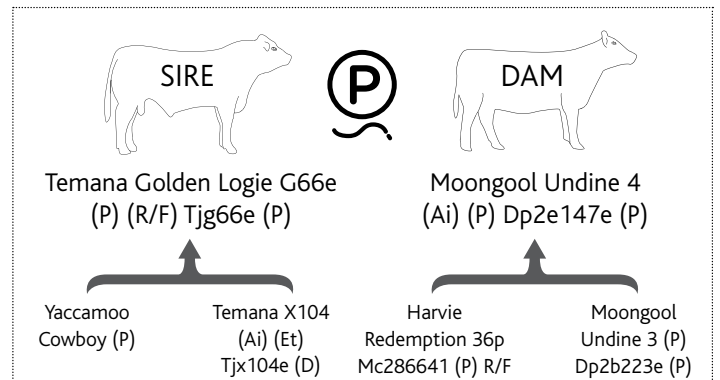 SIRE
P
DAM
Temana Golden Logie G66e
(P) (R/F) Tjg66e (P)
Moongool Undine 4
(Ai) (P) Dp2e147e (P)
Yaccamoo
Cowboy (P)
Temana X104
(Ai) (Et)
Tjx104e (D)
Harvie
Redemption 36p
Mc286641 (P) R/F
Moongool
Undine 3 (P)
Dp2b223e (P)